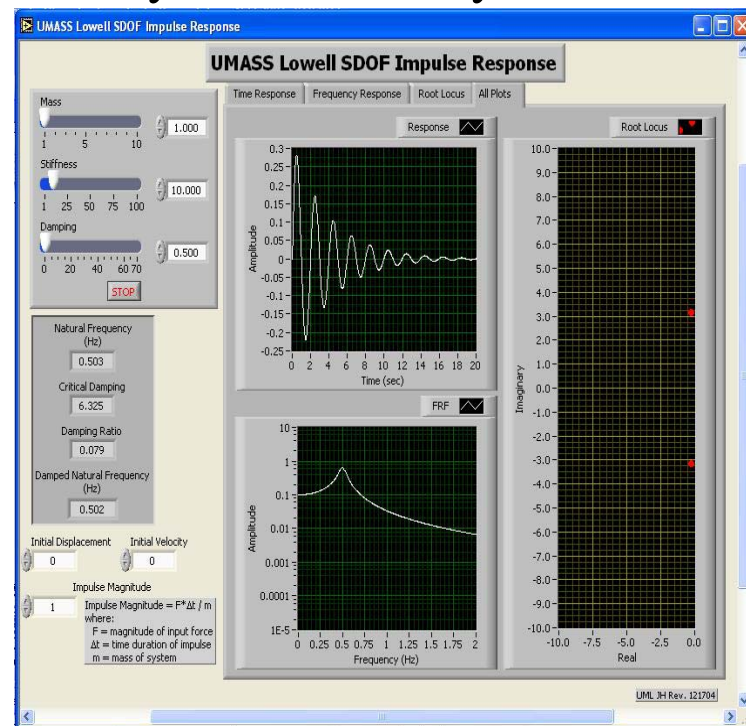 UMASS Lowell SDOF Impulse Response
UMASS Lowell SDOF Impulse Response
Time Response Frequency Response Root Locus All Plots
Mass
1 5 10
1.000
Stiffness
1 25 50 75 100
10.000
Damping
0 20 40 60 70
0.500
STOP
Natural Frequency
(Hz)
0.503
Critical Damping
6.325
Damping Ratio
0.079
Damped Natural Frequency
(Hz)
0.502
Initial Displacement Initial Velocity
0 0
Impulse Magnitude
1
Impulse Magnitude = F*Δt / m
where:
F = magnitude of input force
Δt = time duration of impulse
m = mass of system
Response
Amplitude
0.3
0.25
0.2
0.15
0.1
0.05
0
-0.05
-0.1
-0.15
-0.2
-0.25
0 2 4 6 8 10 12 14 16 18 20
Time (sec)
FRF
Amplitude
10
1
0.1
0.01
0.001
0.0001
1E-5
0 0.25 0.5 0.75 1 1.25 1.5 1.75 2
Frequency (Hz)
Root Locus
Imaginary
10.0
9.0
8.0
7.0
6.0
5.0
4.0
3.0
2.0
1.0
0.0
-1.0
-2.0
-3.0
-4.0
-5.0
-6.0
-7.0
-8.0
-9.0
-10.0
-10.0 -7.5 -5.0 -2.5 0.0
Real
UML JH Rev. 121704